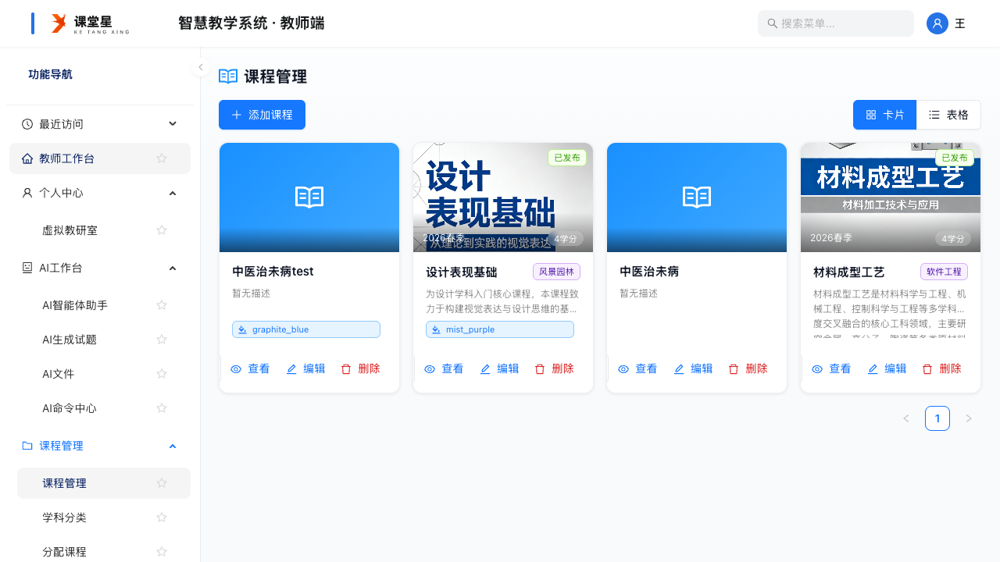 课堂星
KE TANG XING
智慧教学系统 · 教师端
搜索菜单...
王
功能导航
最近访问
教师工作台
个人中心
虚拟教研室
AI工作台
AI智能体助手
AI生成试题
AI文件
AI命令中心
课程管理
课程管理
学科分类
分配课程
课程管理
添加课程
卡片
表格
中医治未病test
暂无描述
graphite_blue
查看
编辑
删除
已发布
设计
表现基础
从理论到实践的视觉表达
2026春季
4学分
设计表现基础
风景园林
为设计学科入门核心课程，本课程致
力于构建视觉表达与设计思维的基...
mist_purple
查看
编辑
删除
中医治未病
暂无描述
查看
编辑
删除
已发布
材料成型工艺
材料加工技术与应用
2026春季
4学分
材料成型工艺
软件工程
材料成型工艺是材料科学与工程、机
械工程、控制科学与工程等多学科...
度交叉融合的核心工科领域，主要研
查看
编辑
删除
1